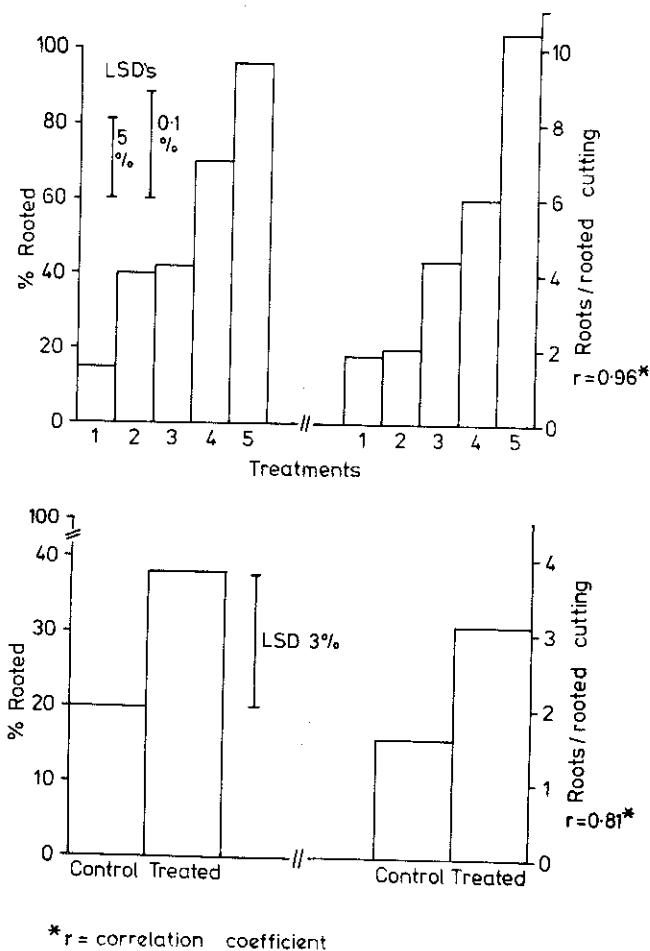 100
80
60
40
20
0
% Rooted
LSD's
5
%
0·1
%
1 2 3 4 5
1 2 3 4 5
Treatments
10
8
6
4
2
0
Roots/rooted cutting
r=0·96*
100
40
30
20
10
0
% Rooted
LSD 3%
Control Treated
Control Treated
4
3
2
1
0
Roots/rooted cutting
r=0·81*
*r = correlation coefficient